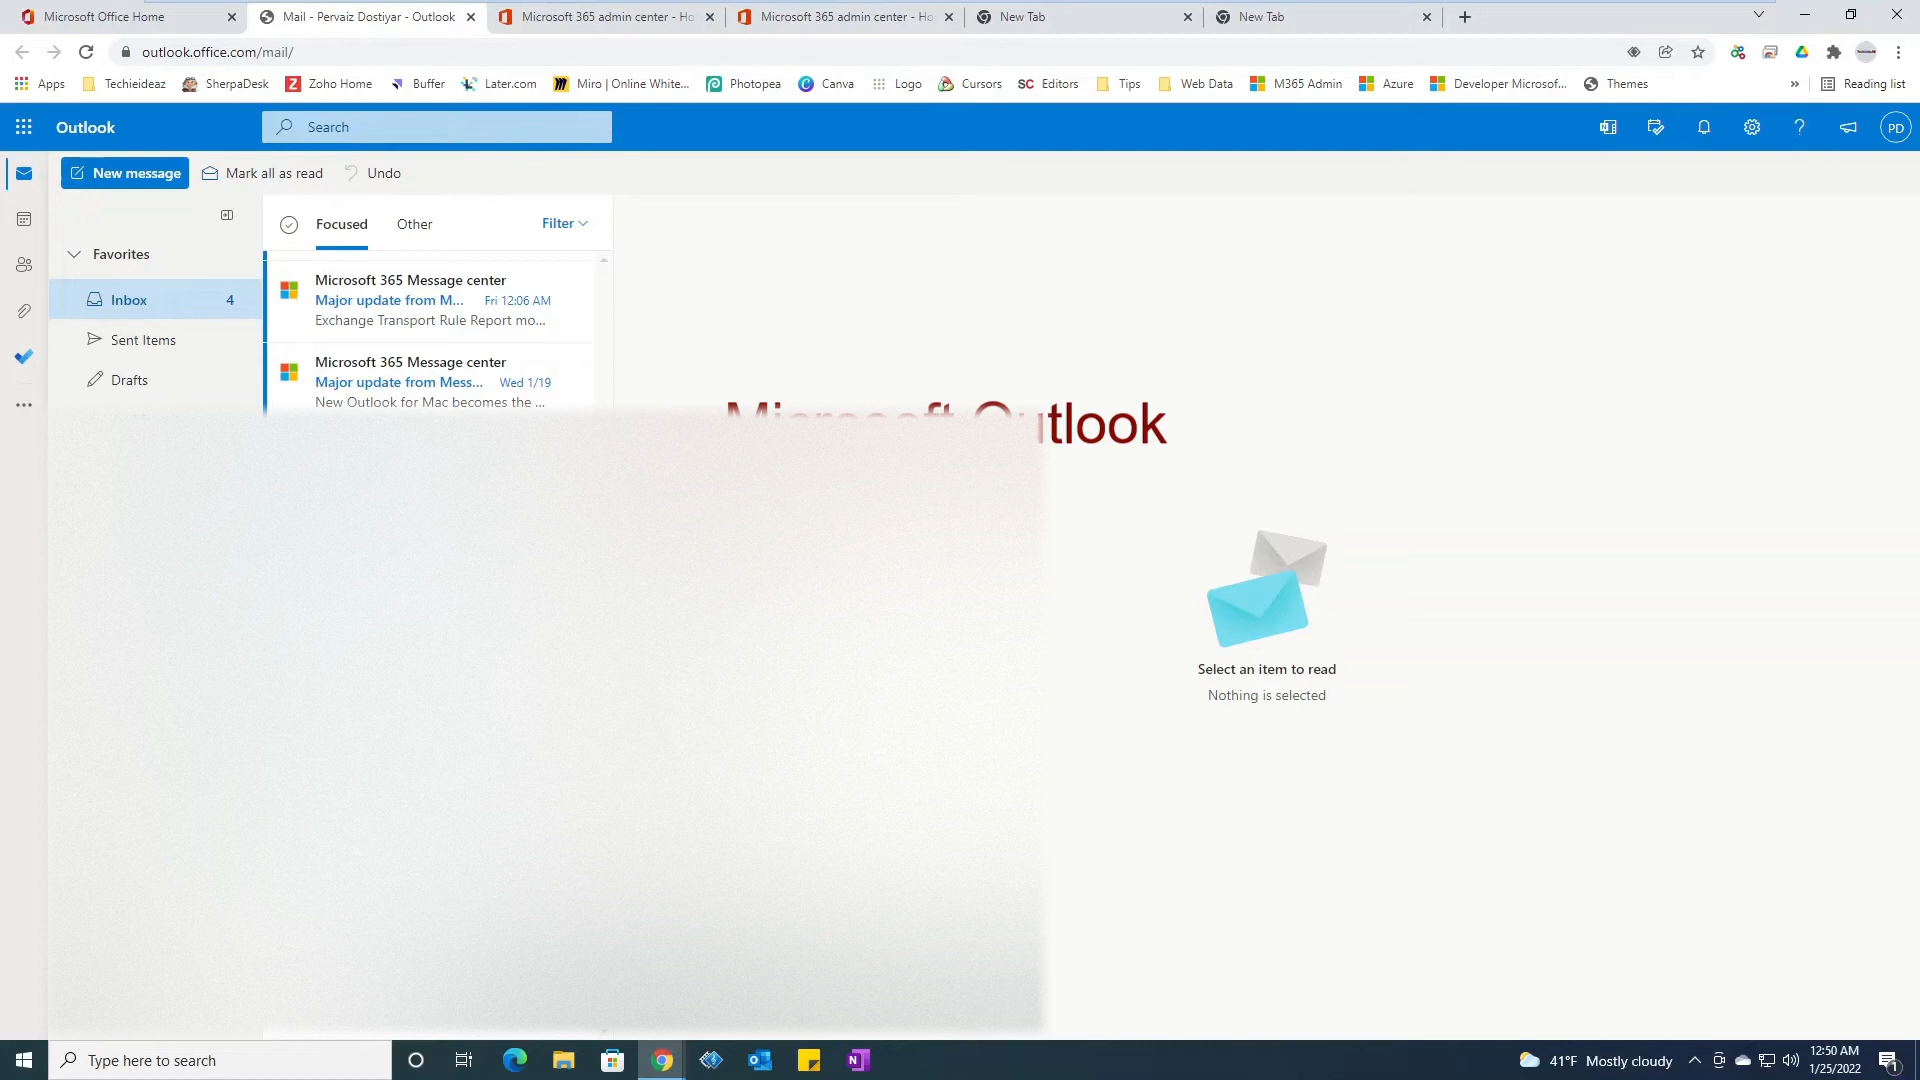 Microsoft Office Home
Mail - Pervaiz Dostiyar - Outlook
Microsoft 365 admin center - Ho
Microsoft 365 admin center - Ho
New Tab
New Tab
outlook.office.com/mail/
Apps
Techieideaz
SherpaDesk
Zoho Home
Buffer
Later.com
Miro | Online White...
Photopea
Canva
Logo
Cursors
SC Editors
Tips
Web Data
M365 Admin
Azure
Developer Microsof...
Themes
»
Reading list
Outlook
Search
PD
New message
Mark all as read
Undo
Focused
Other
Filter
Favorites
Inbox 4
Sent Items
Drafts
Microsoft 365 Message center
Major update from M... Fri 12:06 AM
Exchange Transport Rule Report mo...
Microsoft 365 Message center
Major update from Mess... Wed 1/19
New Outlook for Mac becomes the ...
Microsoft Outlook
Select an item to read
Nothing is selected
Type here to search
41°F Mostly cloudy
12:50 AM
1/25/2022
1